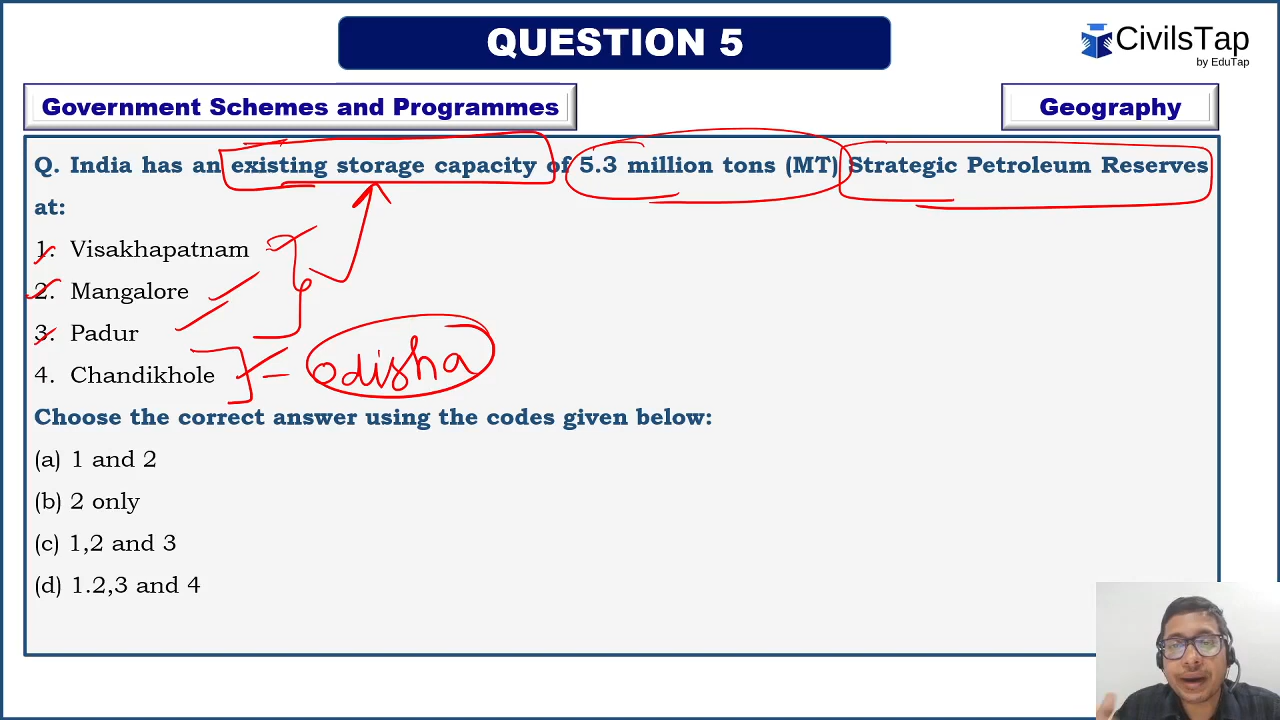 QUESTION 5
CivilsTap
by EduTap
Government Schemes and Programmes
Geography
Q. India has an existing storage capacity of 5.3 million tons (MT) Strategic Petroleum Reserves
at:
1. Visakhapatnam
2. Mangalore
3. Padur
4. Chandikhole
= odisha
Choose the correct answer using the codes given below:
(a) 1 and 2
(b) 2 only
(c) 1,2 and 3
(d) 1.2,3 and 4